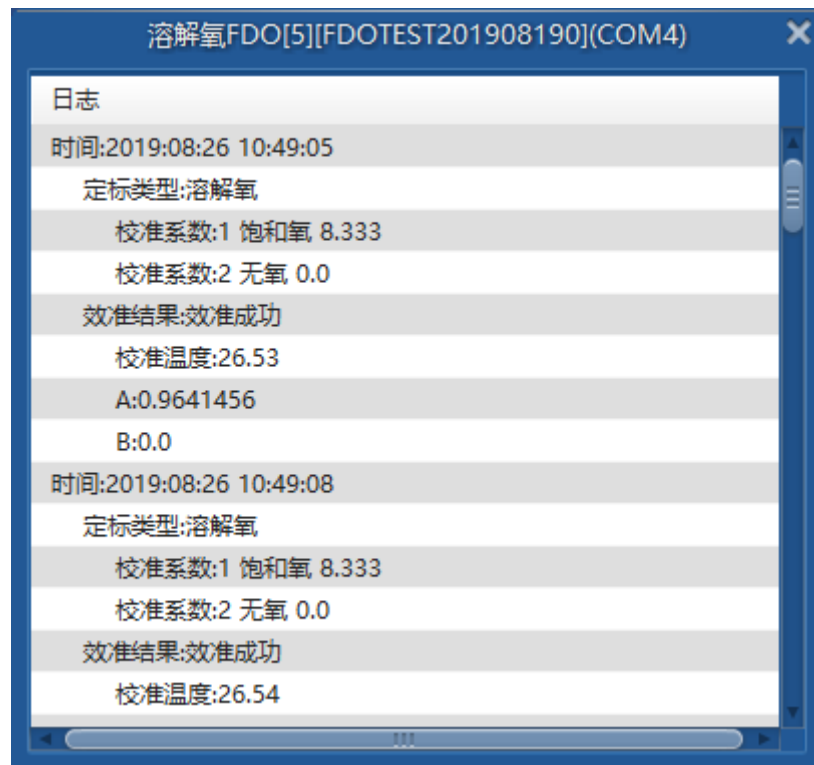 溶解氧FDO[5][FDOTEST201908190](COM4)
日志
时间:2019:08:26 10:49:05
定标类型:溶解氧
校准系数:1 饱和氧 8.333
校准系数:2 无氧 0.0
效准结果:效准成功
校准温度:26.53
A:0.9641456
B:0.0
时间:2019:08:26 10:49:08
定标类型:溶解氧
校准系数:1 饱和氧 8.333
校准系数:2 无氧 0.0
效准结果:效准成功
校准温度:26.54